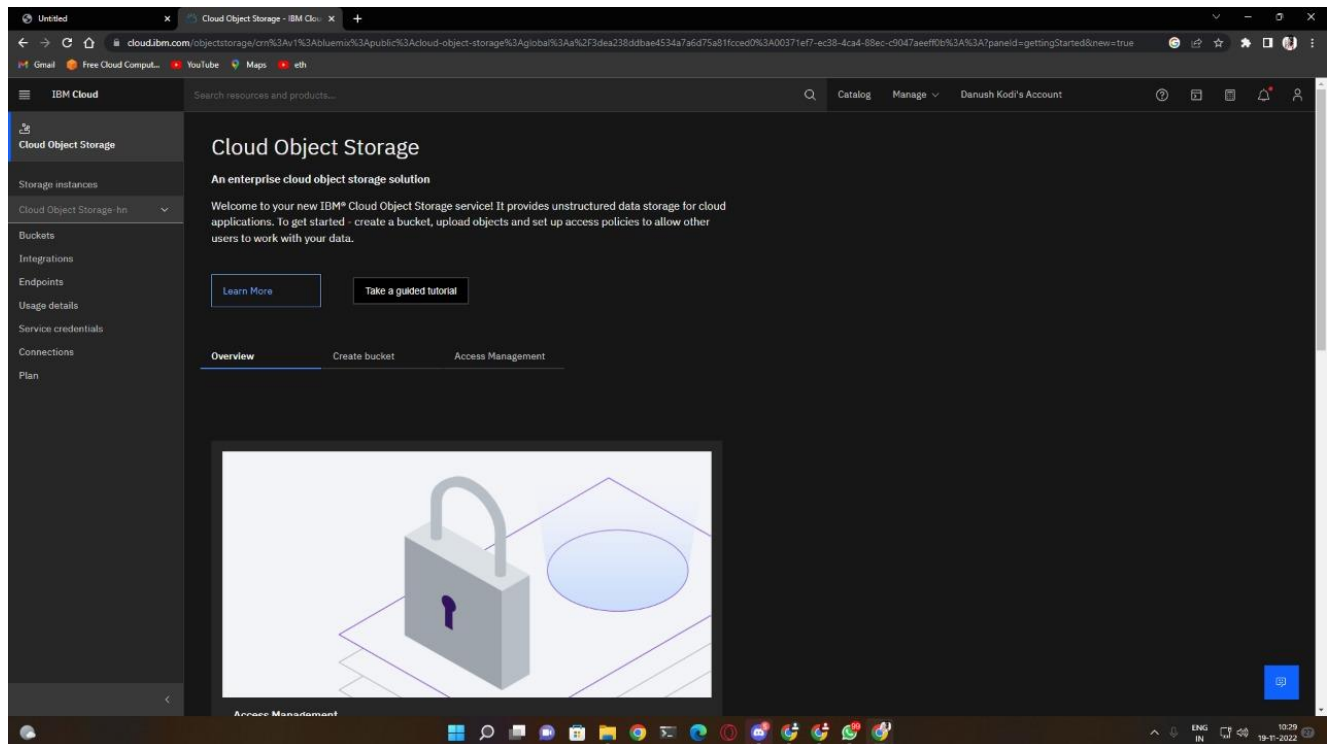 Untitled
Cloud Object Storage - IBM Clou
cloud.ibm.com/objectstorage/crn%3Av1%3Abluemix%3Apublic%3Acloud-object-storage%3Aglobal%3Aa%2F3dea238ddbae4534a7a6d75a81fcced0%3A00371ef7-ec38-4ca4-88ec-c9047aeeff0b%3A%3A?paneId=gettingStarted&new=true
Gmail Free Cloud Comput... YouTube Maps eth
IBM Cloud Search resources and products... Catalog Manage Danush Kodi's Account
Cloud Object Storage
Storage instances
Cloud Object Storage-hn
Buckets
Integrations
Endpoints
Usage details
Service credentials
Connections
Plan
Cloud Object Storage
An enterprise cloud object storage solution
Welcome to your new IBM® Cloud Object Storage service! It provides unstructured data storage for cloud
applications. To get started - create a bucket, upload objects and set up access policies to allow other
users to work with your data.
Learn More Take a guided tutorial
Overview Create bucket Access Management
Access Management
ENG
IN
10:29
19-11-2022